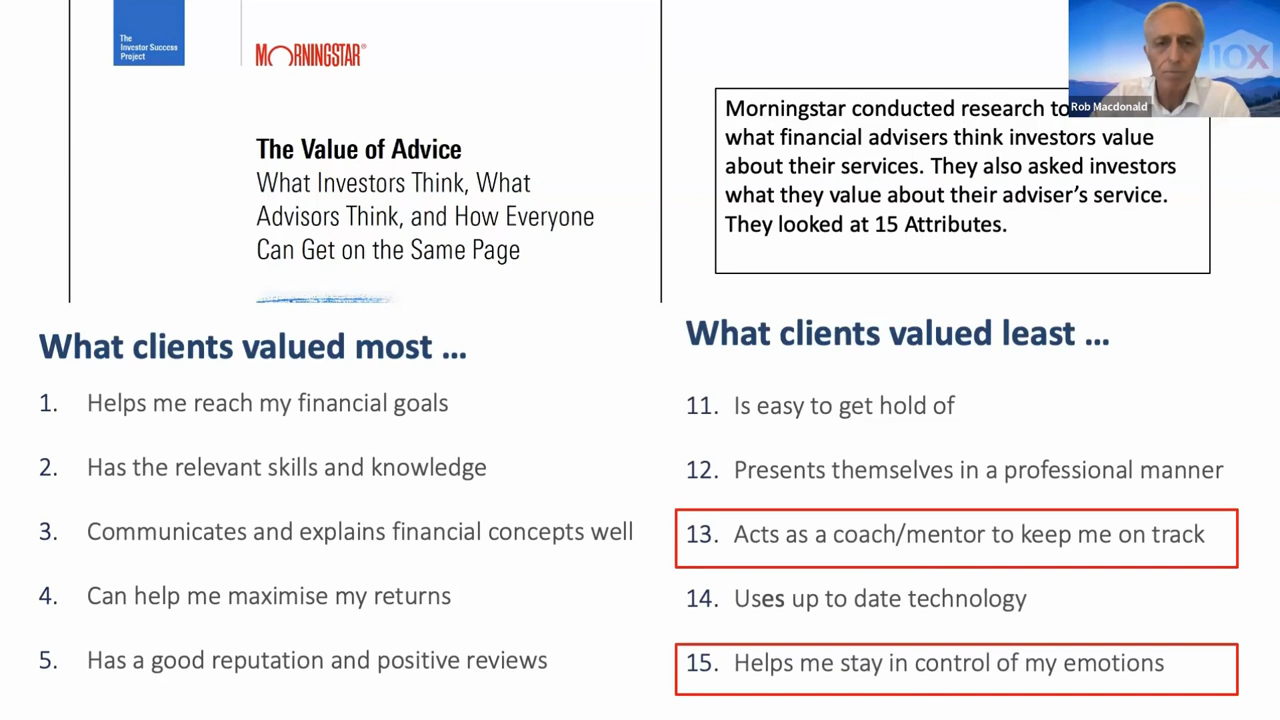 The
Investor Success
Project
MORNINGSTAR®
The Value of Advice
What Investors Think, What
Advisors Think, and How Everyone
Can Get on the Same Page
Morningstar conducted research to
what financial advisers think investors value
about their services. They also asked investors
what they value about their adviser's service.
They looked at 15 Attributes.
10X
Rob Macdonald
What clients valued most ...
1. Helps me reach my financial goals
2. Has the relevant skills and knowledge
3. Communicates and explains financial concepts well
4. Can help me maximise my returns
5. Has a good reputation and positive reviews
What clients valued least ...
11. Is easy to get hold of
12. Presents themselves in a professional manner
13. Acts as a coach/mentor to keep me on track
14. Uses up to date technology
15. Helps me stay in control of my emotions